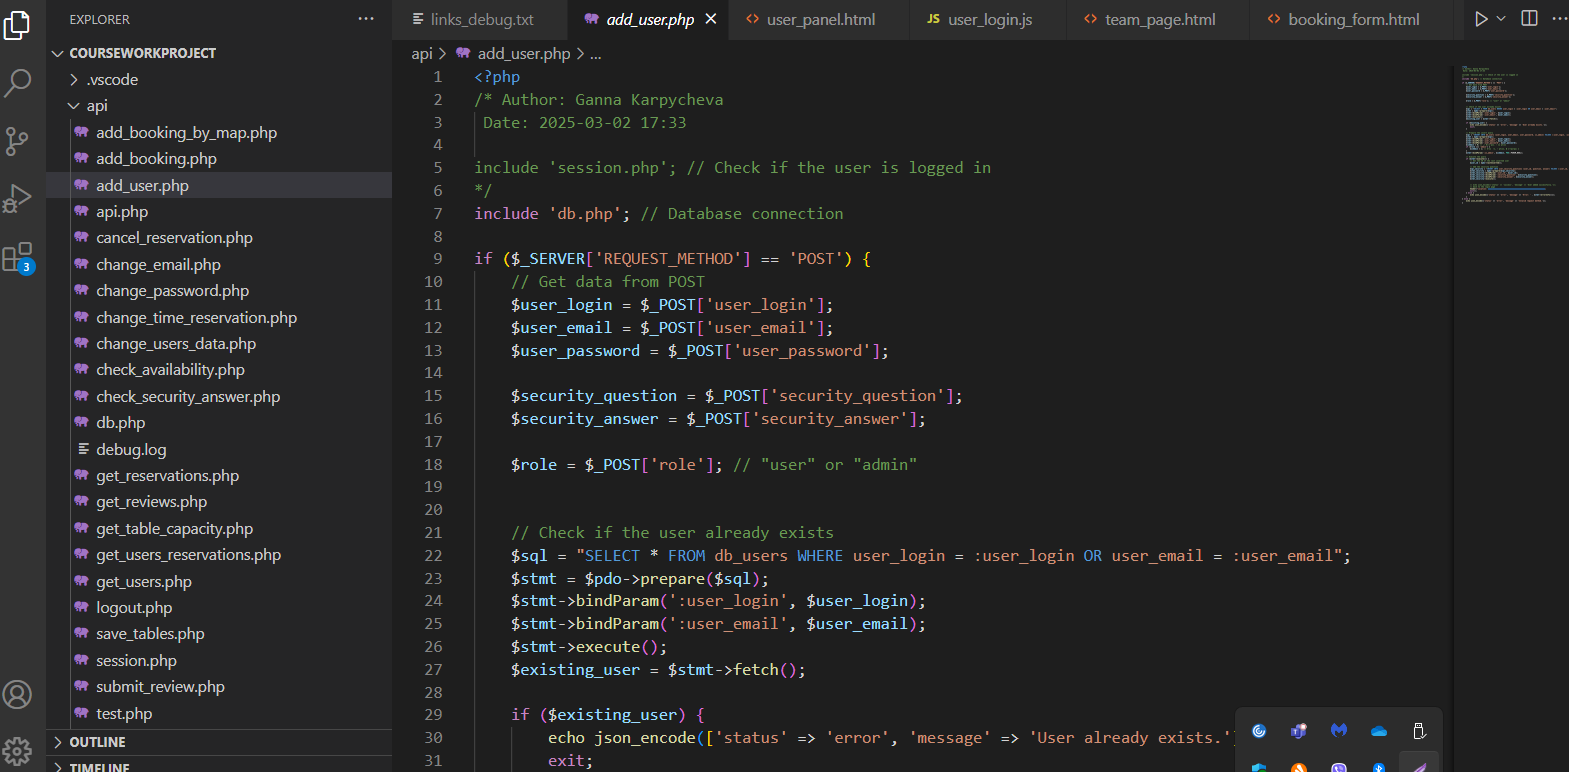 EXPLORER
COURSEWORKPROJECT
.vscode
api
add_booking_by_map.php
add_booking.php
add_user.php
api.php
cancel_reservation.php
change_email.php
change_password.php
change_time_reservation.php
change_users_data.php
check_availability.php
check_security_answer.php
db.php
debug.log
get_reservations.php
get_reviews.php
get_table_capacity.php
get_users_reservations.php
get_users.php
logout.php
save_tables.php
session.php
submit_review.php
test.php
OUTLINE
TIMELINE
3
links_debug.txt
add_user.php
user_panel.html
JS user_login.js
team_page.html
booking_form.html
api > add_user.php > ...
1 <?php
2 /* Author: Ganna Karpycheva
3 Date: 2025-03-02 17:33
4
5 include 'session.php'; // Check if the user is logged in
6 */
7 include 'db.php'; // Database connection
8
9 if ($_SERVER['REQUEST_METHOD'] == 'POST') {
10 // Get data from POST
11 $user_login = $_POST['user_login'];
12 $user_email = $_POST['user_email'];
13 $user_password = $_POST['user_password'];
14
15 $security_question = $_POST['security_question'];
16 $security_answer = $_POST['security_answer'];
17
18 $role = $_POST['role']; // "user" or "admin"
19
20
21 // Check if the user already exists
22 $sql = "SELECT * FROM db_users WHERE user_login = :user_login OR user_email = :user_email";
23 $stmt = $pdo->prepare($sql);
24 $stmt->bindParam(':user_login', $user_login);
25 $stmt->bindParam(':user_email', $user_email);
26 $stmt->execute();
27 $existing_user = $stmt->fetch();
28
29 if ($existing_user) {
30 echo json_encode(['status' => 'error', 'message' => 'User already exists.']
31 exit;